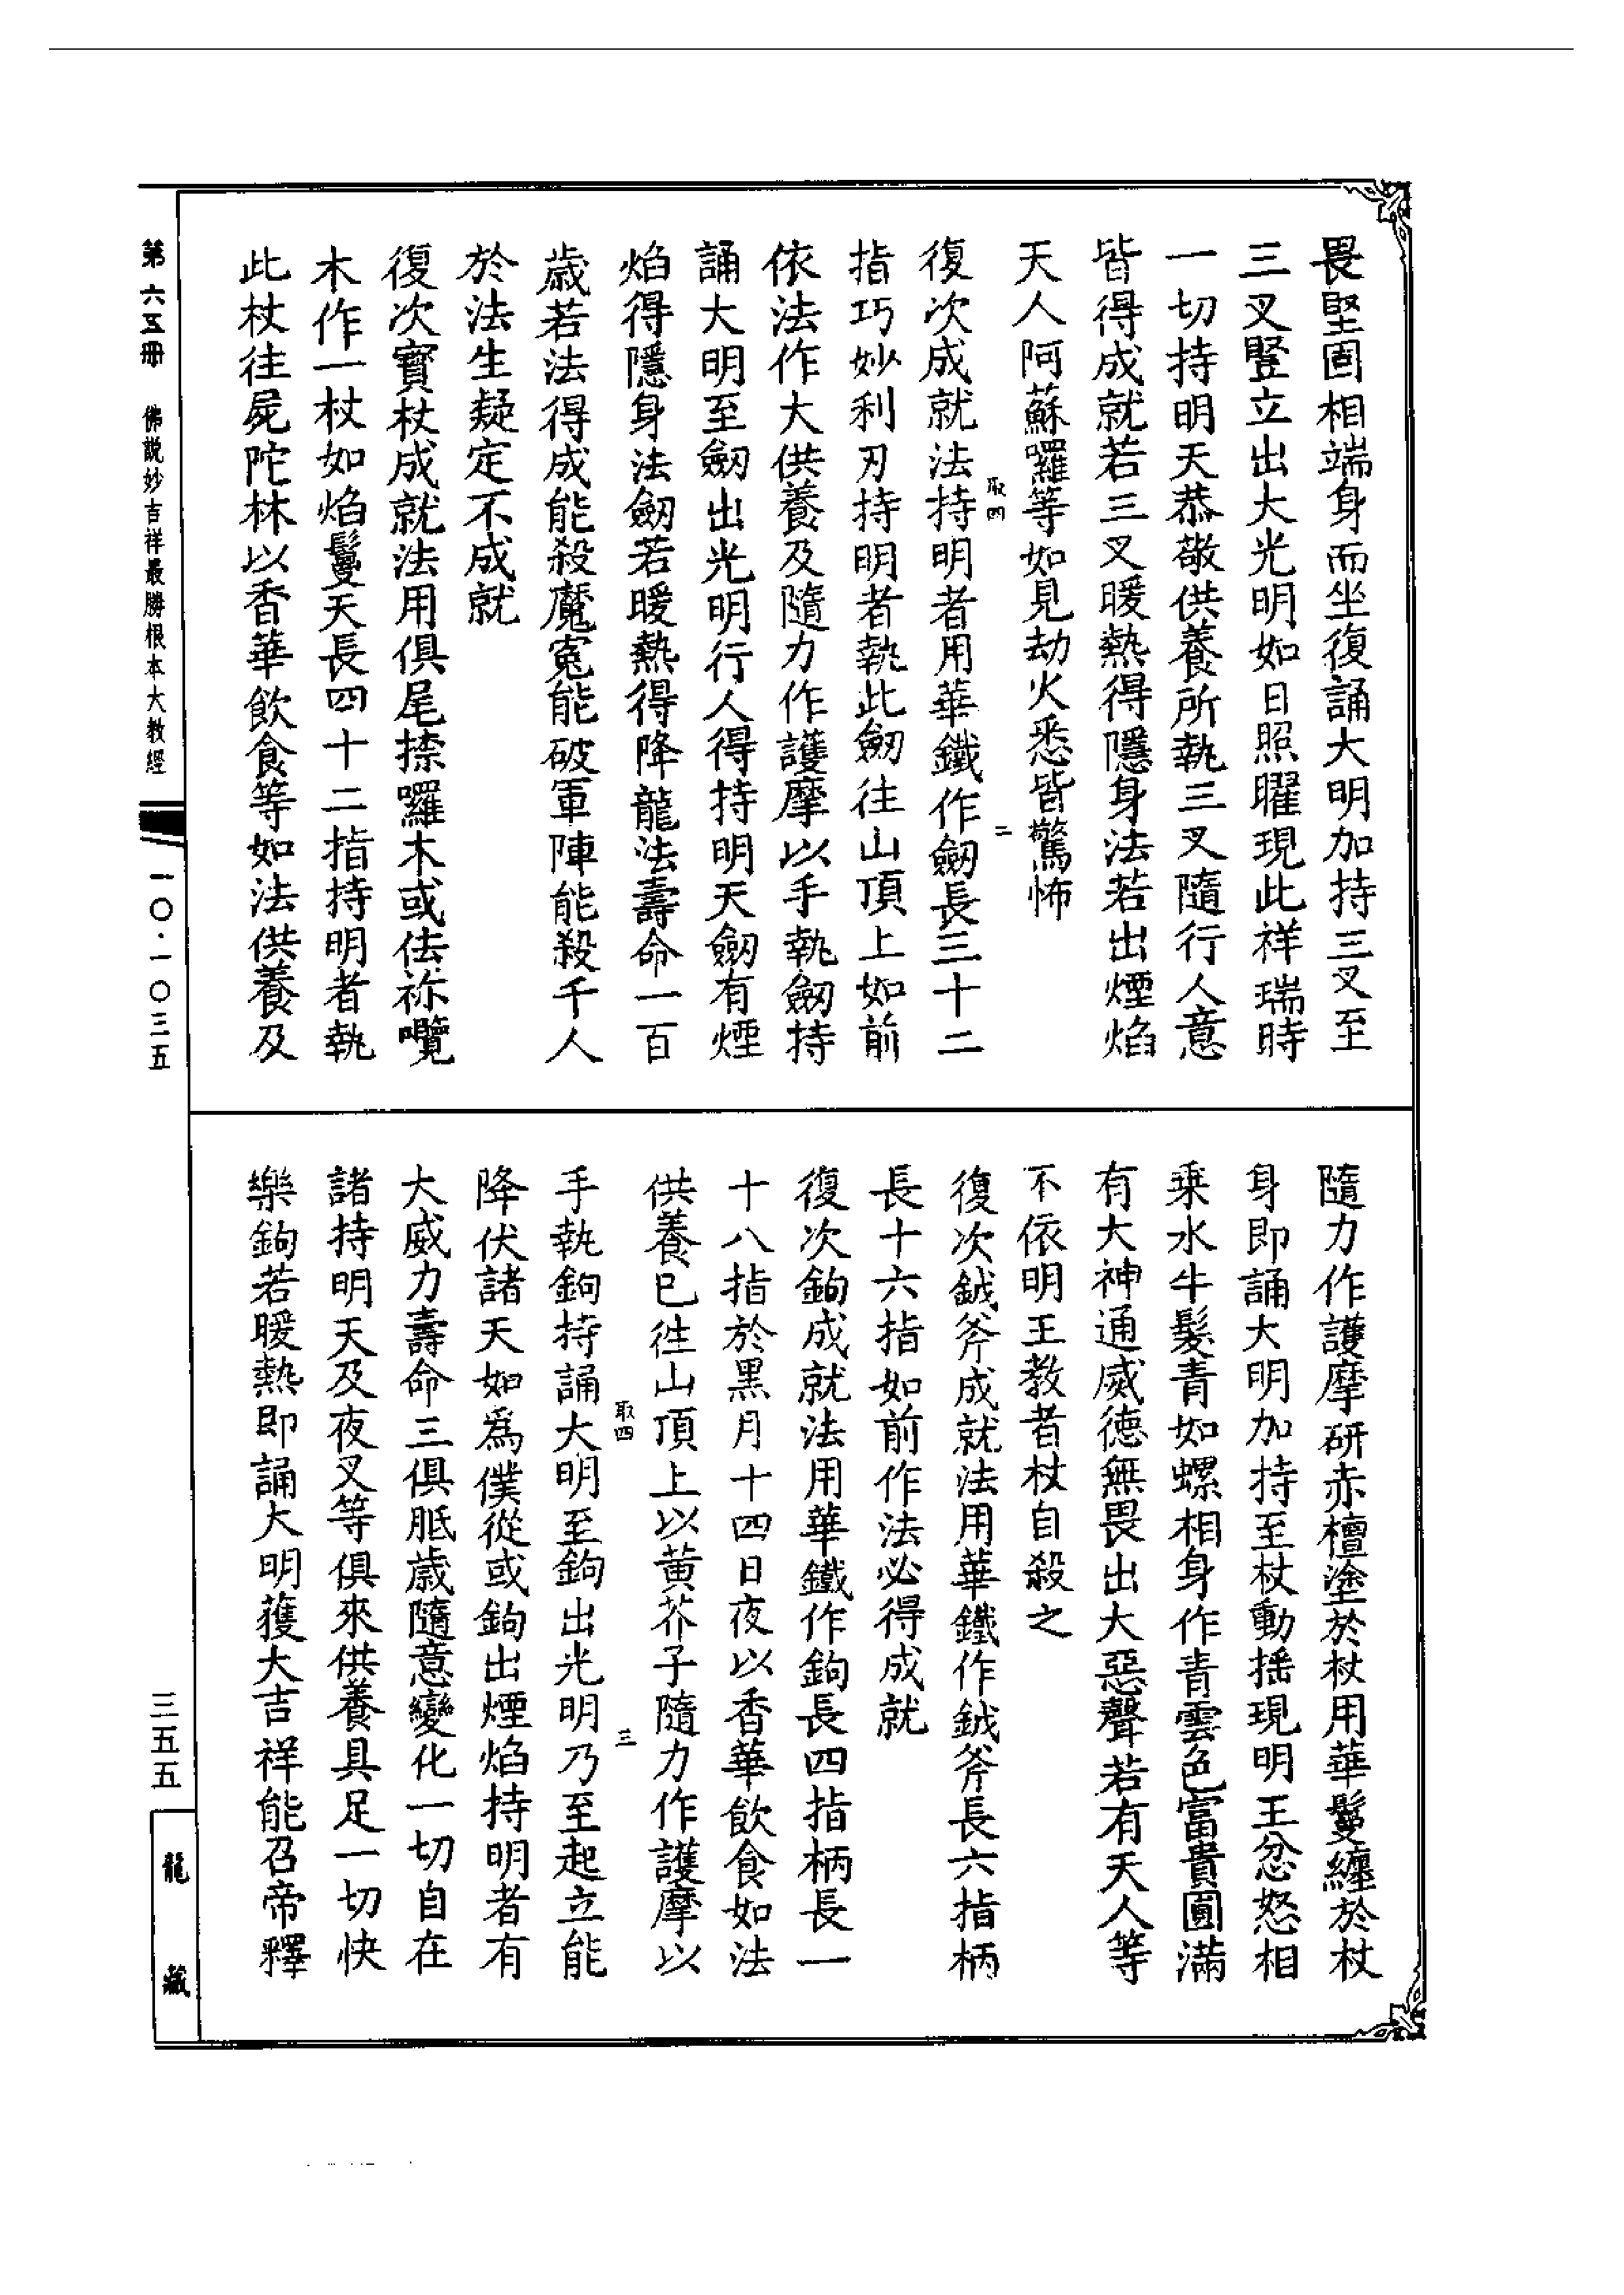 畏堅固相端身而坐復誦大明加持三叉至
三叉豎立出大光明如日照曜現此祥瑞時
一切持明天恭敬供養所執三叉隨行人意
皆得成就若三叉暖熱得隱身法若出煙焰
天人阿蘇囉等如見劫火悉皆驚怖
取四
二
復次成就法持明者用華鐵作劒長三十二
指巧妙利刃持明者執此劒往山頂上如前
依法作大供養及隨力作護摩以手執劒持
誦大明至劒出光明行人得持明天劒有煙
焰得隱身法劒若暖熱得降龍法壽命一百
歲若法得成能殺魔寃能破軍陣能殺千人
於法生疑定不成就
復次寶杖成就法用俱尾捺囉木或佉祢囕
木作一杖如焰鬘天長四十二指持明者執
此杖往屍陀林以香華飲食等如法供養及
隨力作護摩研赤檀塗於杖用華鬘纏於杖
身即誦大明加持至杖動揺現明王忿怒相
乗水牛髮青如螺相身作青雲色富貴圓滿
有大神通威德無畏出大惡聲若有天人等
不依明王教者杖自殺之
復次鉞斧成就法用華鐵作鉞斧長六指柄
長十六指如前作法必得成就
復次鉤成就法用華鐵作鉤長四指柄長一
十八指於黑月十四日夜以香華飲食如法
供養已往山頂上以黄芥子隨力作護摩以
取四
三
手執鉤持誦大明至鉤出光明乃至起立能
降伏諸天如爲僕從或鉤出煙焰持明者有
大威力壽命三俱胝歲隨意變化一切自在
諸持明天及夜叉等俱來供養具足一切快
樂鉤若暖熱即誦大明獲大吉祥能召帝釋
第六五冊
佛説妙吉祥最勝根本大教經
一〇·一〇三五
三五五
龍藏